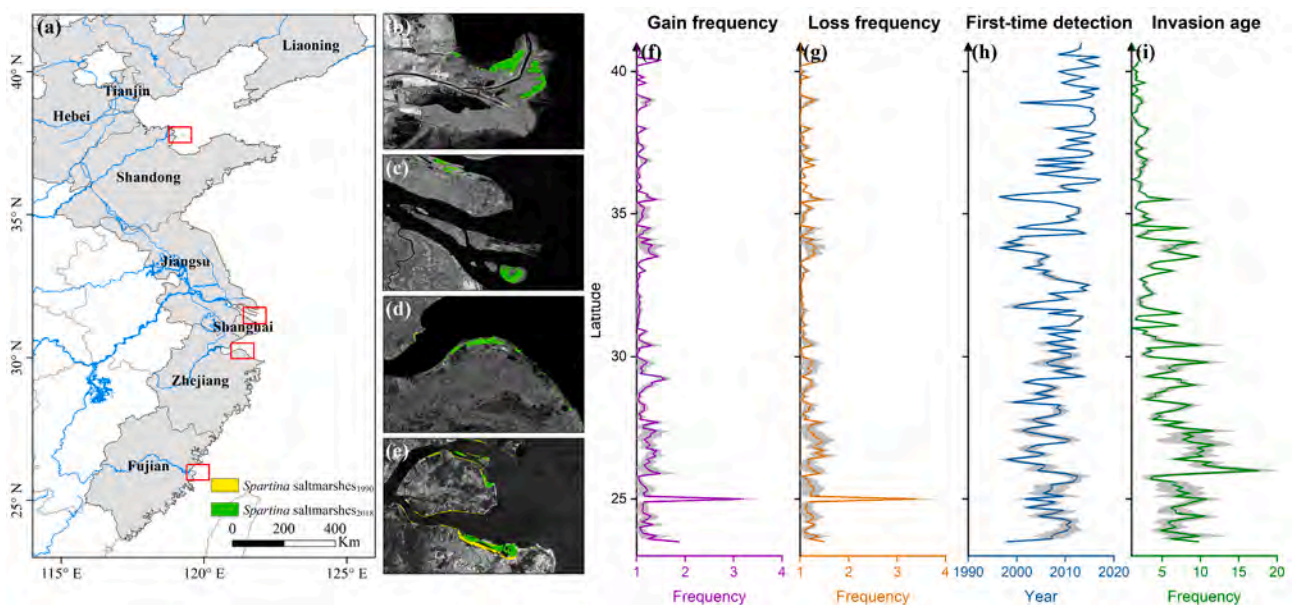 (a)
Liaoning
Tianjin
Hebei
Shandong
Jiangsu
Shanghai
Zhejiang
Fujian
40° N
35° N
30° N
25° N
115° E
120° E
125° E
Spartina saltmarshes1990
Spartina saltmarshes2018
0 200 400
Km
(b)
(c)
(d)
(e)
Gain frequency
Loss frequency
First-time detection
Invasion age
(f)
(g)
(h)
(i)
Latitude
40
35
30
25
1 2 3 4
Frequency
1 2 3 4
Frequency
1990 2000 2010 2020
Year
5 10 15 20
Frequency